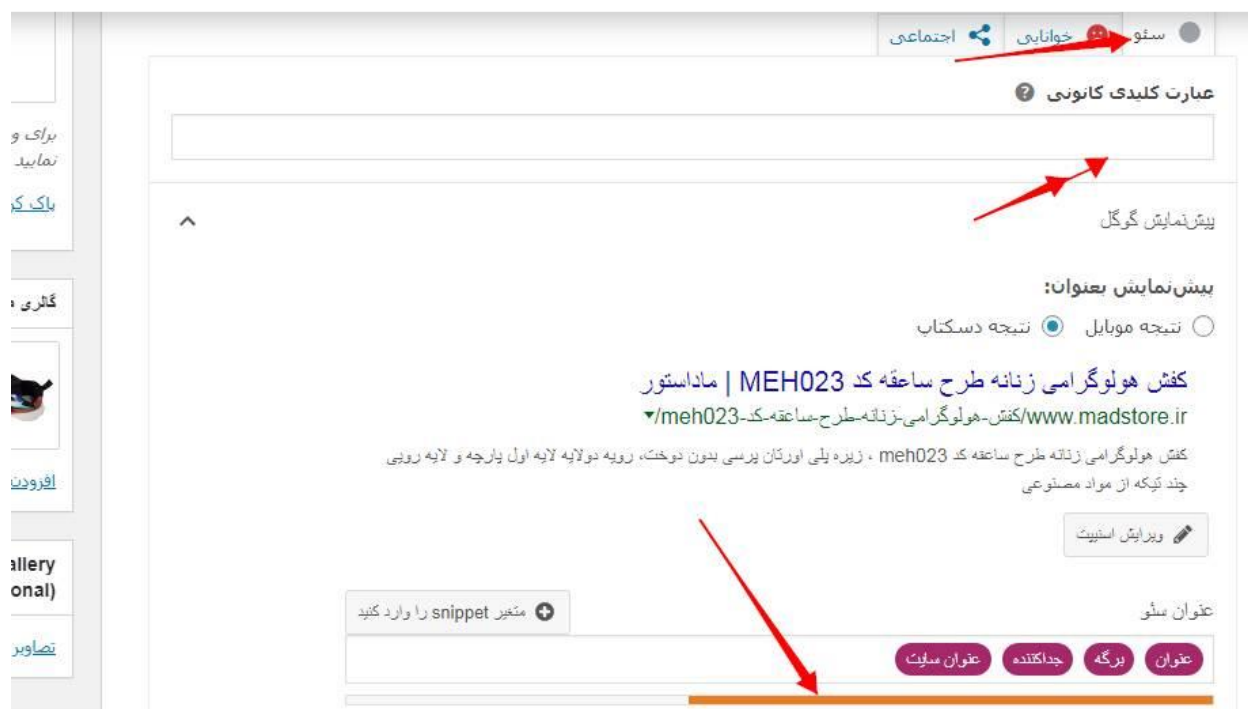 سئو
خوانایی
اجتماعی
عبارت کلیدی کانونی
پیش‌نمایش گوگل
پیش‌نمایش بعنوان:
نتیجه موبایل نتیجه دسکتاپ
کفش هولوگرامی زنانه طرح ساعقه کد MEH023 | ماداستور
www.madstore.ir/کفش-هولوگرامی-زنانه-طرح-ساعقه-کد-meh023/
کفش هولوگرامی زنانه طرح ساعقه کد meh023 ، زیره پلی اورتان پرسی بدون دوخت، رویه دولایه لایه اول پارچه و لایه رویی
چند تیکه از مواد مصنوعی
ویرایش اسنیپت
عنوان سئو
متغیر snippet را وارد کنید
عنوان برگه جداکننده عنوان سایت
برای و
نمایید
پاک کر
گالری
افزودن
allery
onal)
تصاویر